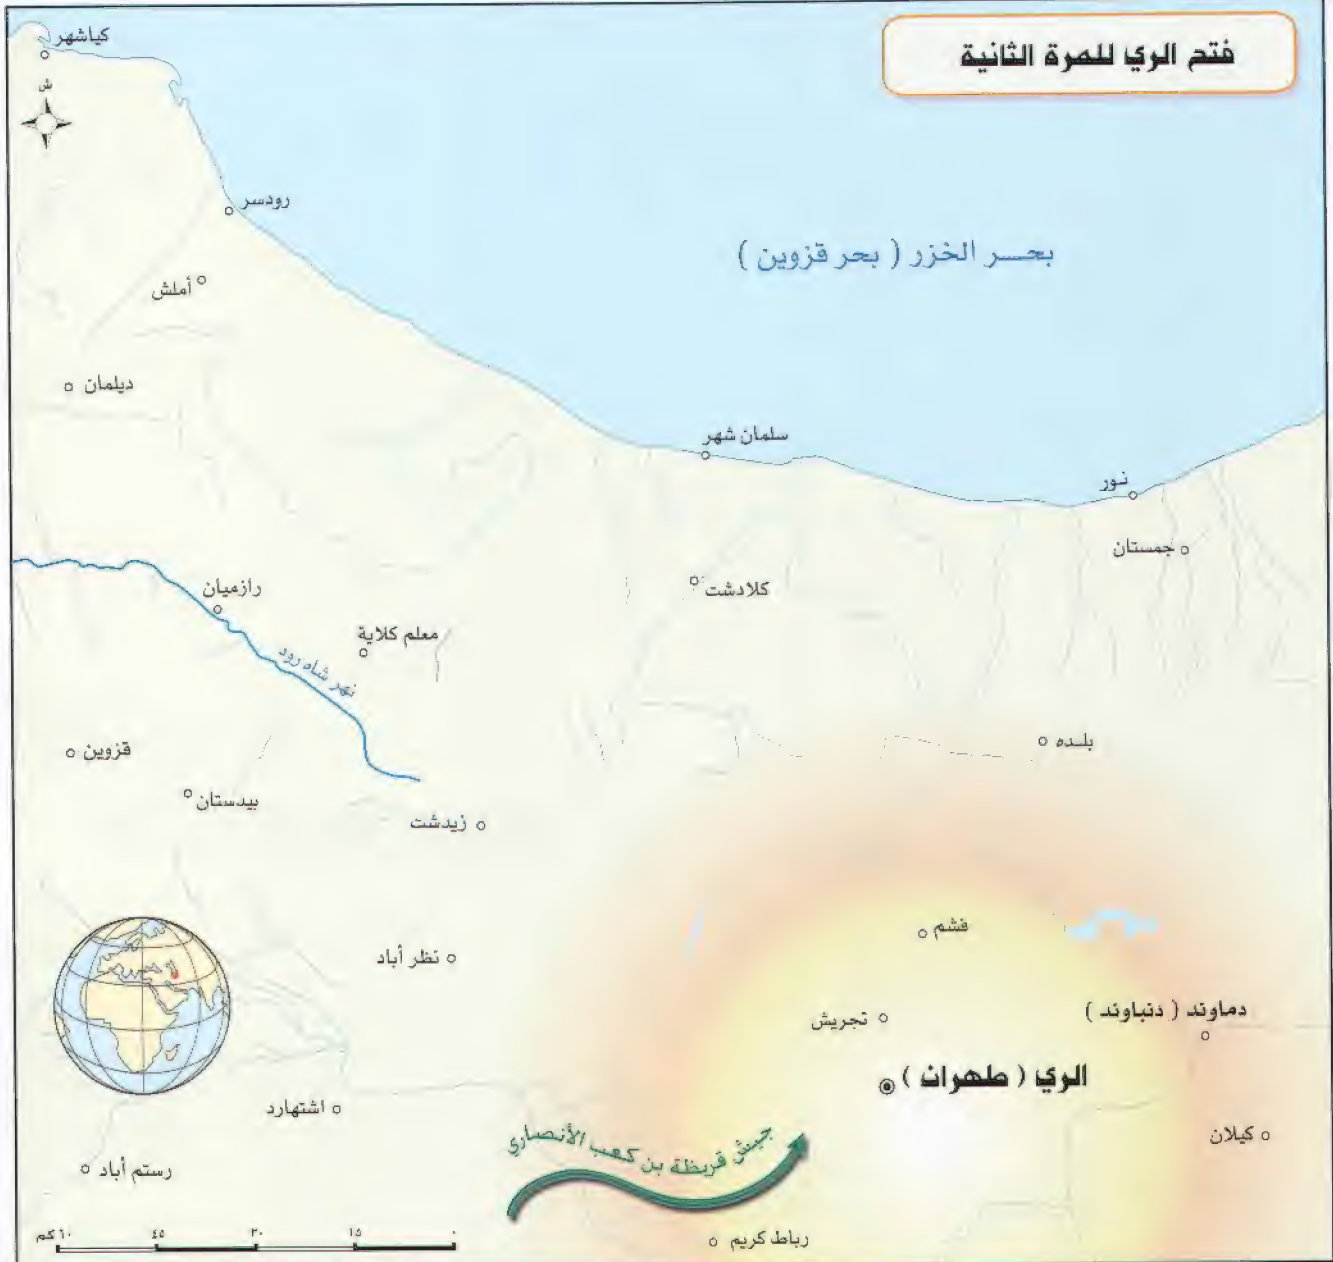 فتح الري للمرة الثانية
كياشهر
ش
رودسر
بحــر الخزر ( بحر قزوين )
أملش
ديلمان
سلمان شهر
نور
جمستان
كلادشت
رازميان
معلم كلاية
نهر شاه رود
قزوين
بلده
بيدستان
زيدشت
فشم
نظر أباد
دماوند ( دنباوند )
تجريش
الري ( طهران )
اشتهارد
جيش قريظة بن كعب الأنصاري
كيلان
رستم أباد
رباط كريم
٦٠ كم ٤٥ ٣٠ ١٥ ٠